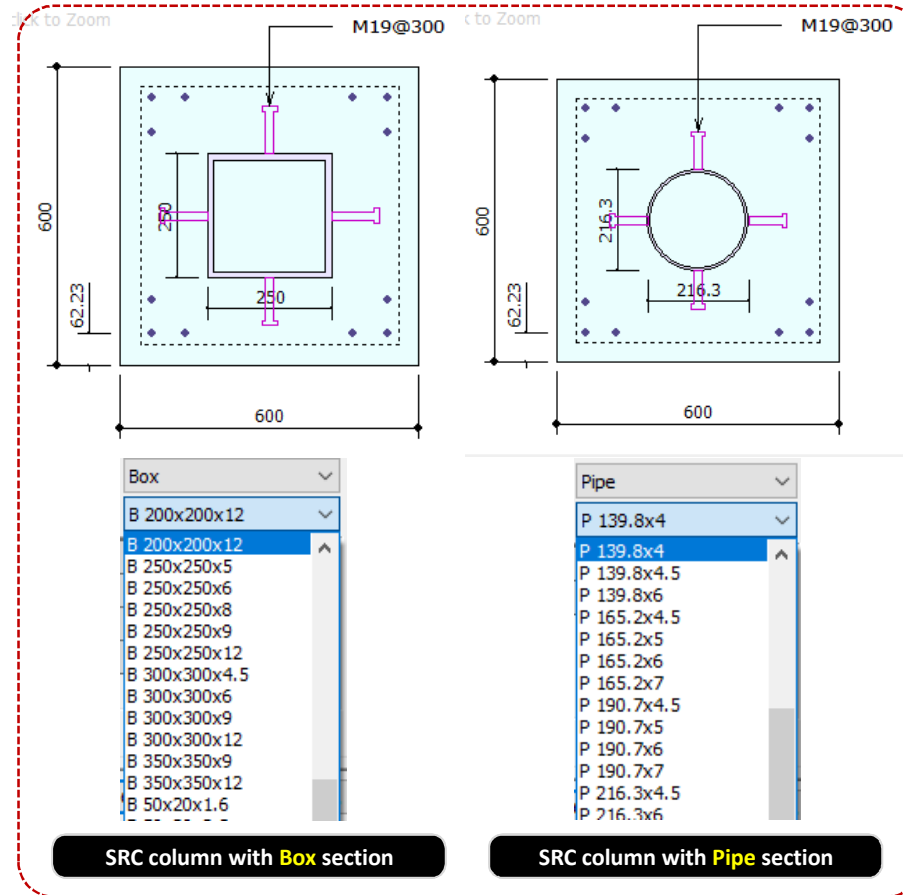 click to Zoom
M19@300
600
250
250
62.23
600
k to Zoom
M19@300
600
216.3
216.3
62.23
600
Box
B 200x200x12
B 200x200x12
B 250x250x5
B 250x250x6
B 250x250x8
B 250x250x9
B 250x250x12
B 300x300x4.5
B 300x300x6
B 300x300x9
B 300x300x12
B 350x350x9
B 350x350x12
B 50x20x1.6
Pipe
P 139.8x4
P 139.8x4
P 139.8x4.5
P 139.8x6
P 165.2x4.5
P 165.2x5
P 165.2x6
P 165.2x7
P 190.7x4.5
P 190.7x5
P 190.7x6
P 190.7x7
P 216.3x4.5
P 216.3x6
SRC column with Box section
SRC column with Pipe section